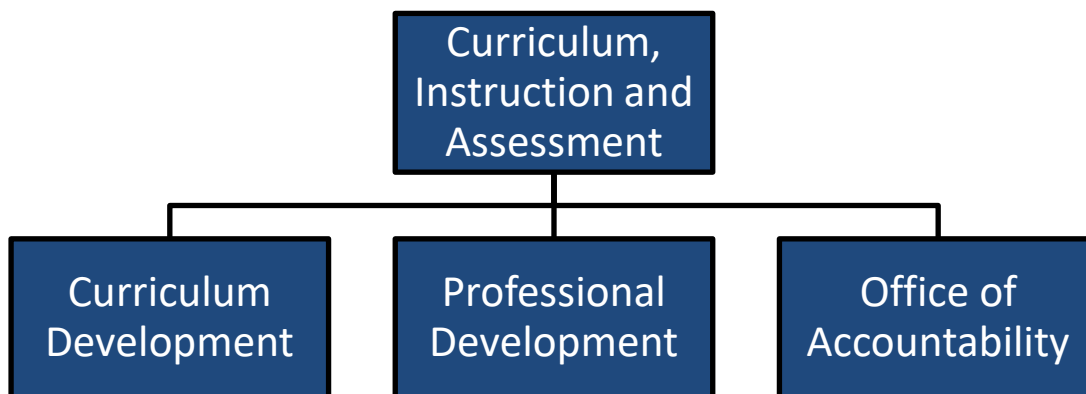 Curriculum,
Instruction and
Assessment
Curriculum
Development
Professional
Development
Office of
Accountability